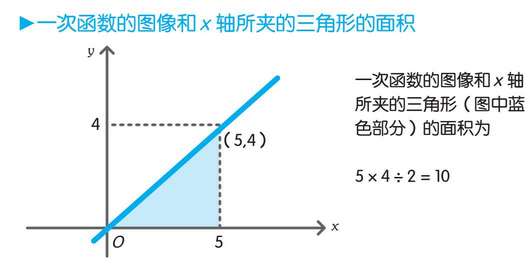 ▶一次函数的图像和 x 轴所夹的三角形的面积
y
4
(5,4)
O
5
x
一次函数的图像和 x 轴
所夹的三角形（图中蓝
色部分）的面积为
5 × 4 ÷ 2 = 10